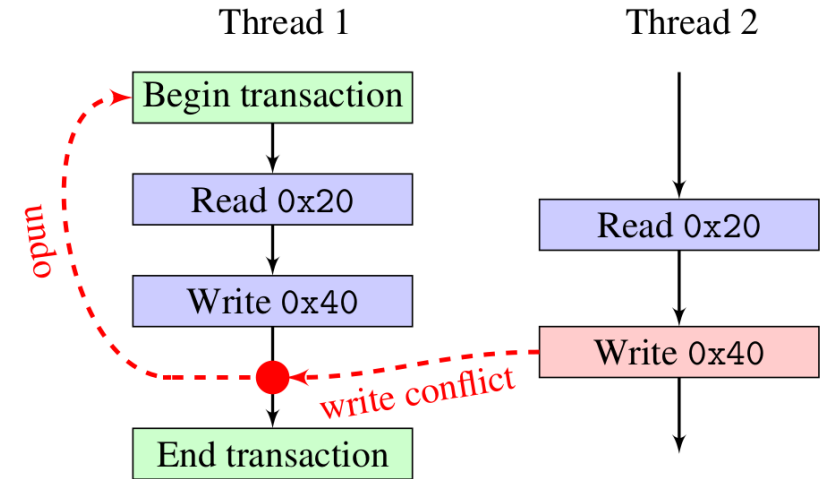 Thread 1
Thread 2
Begin transaction
Read 0x20
Read 0x20
undo
Write 0x40
Write 0x40
write conflict
End transaction